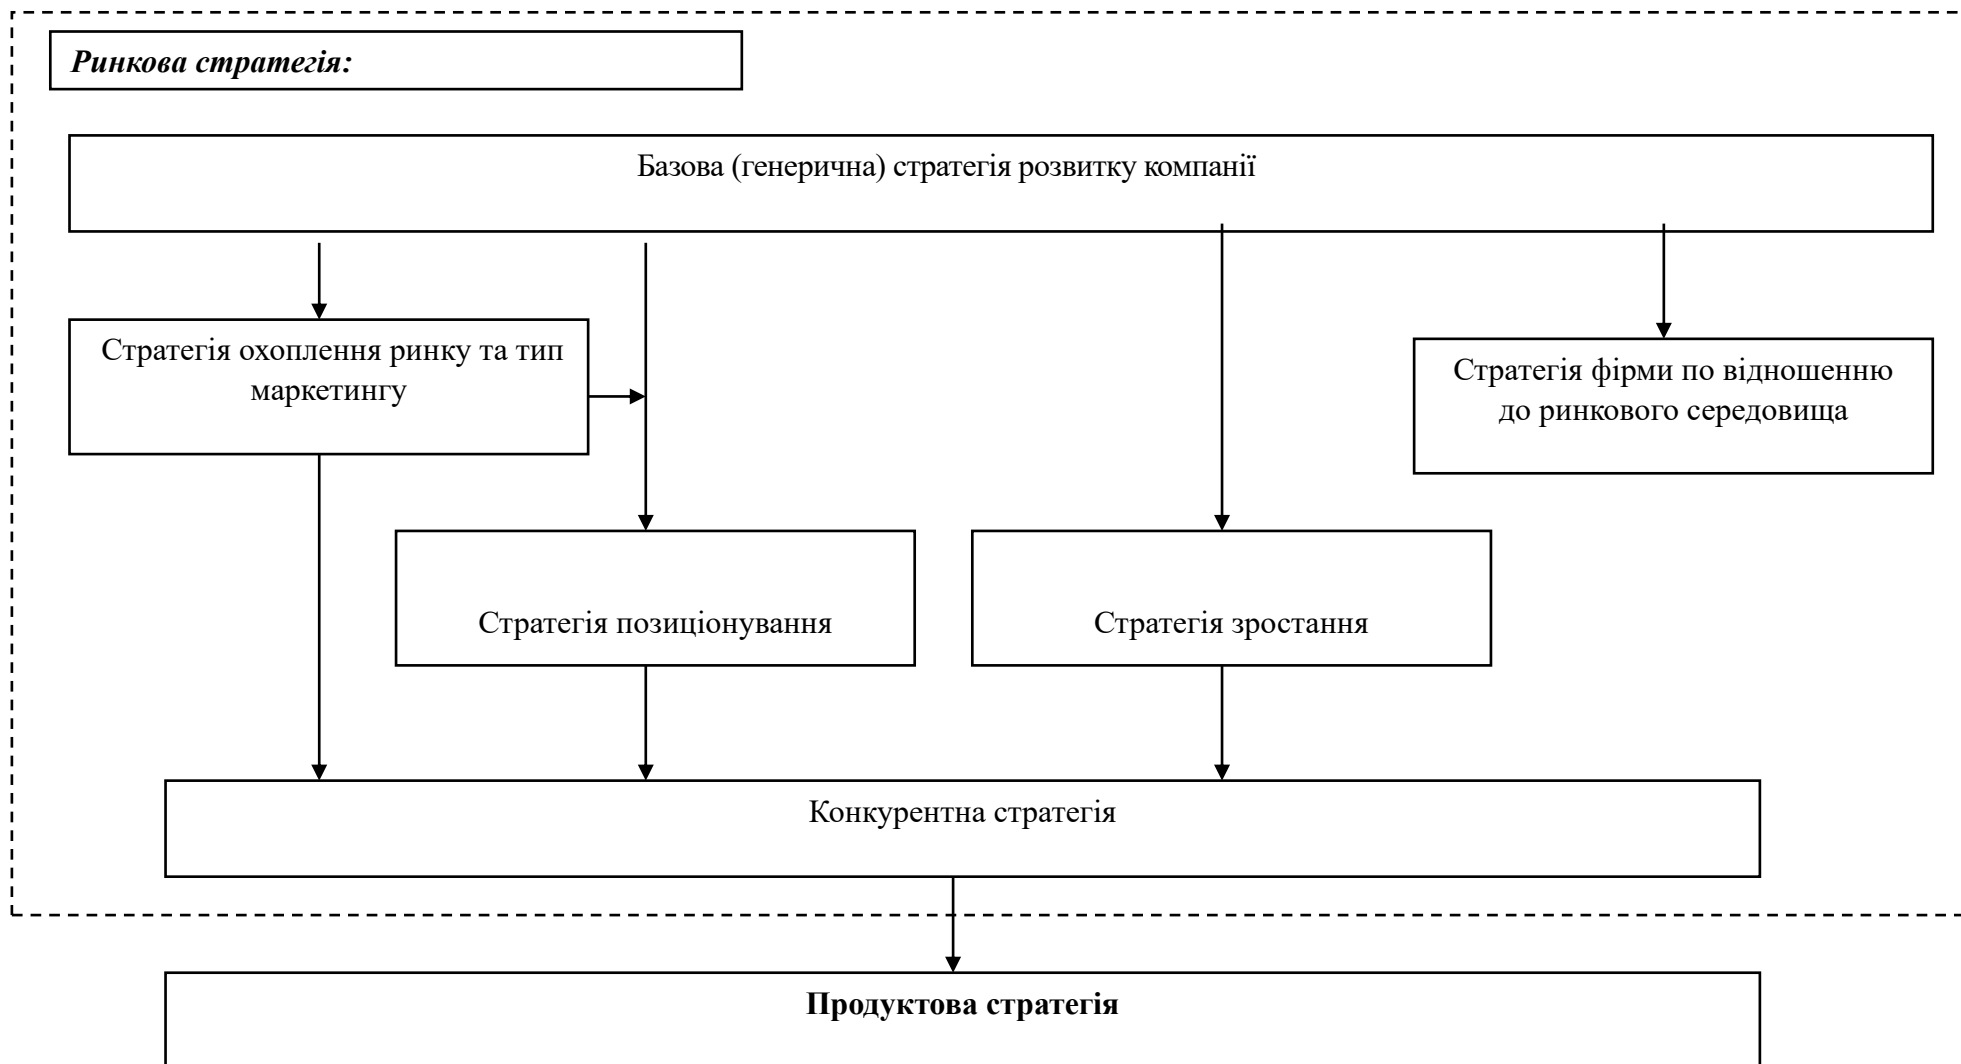 Ринкова стратегія:
Базова (генерична) стратегія розвитку компанії
Стратегія охоплення ринку та тип
маркетингу
Стратегія фірми по відношенню
до ринкового середовища
Стратегія позиціонування
Стратегія зростання
Конкурентна стратегія
Продуктова стратегія